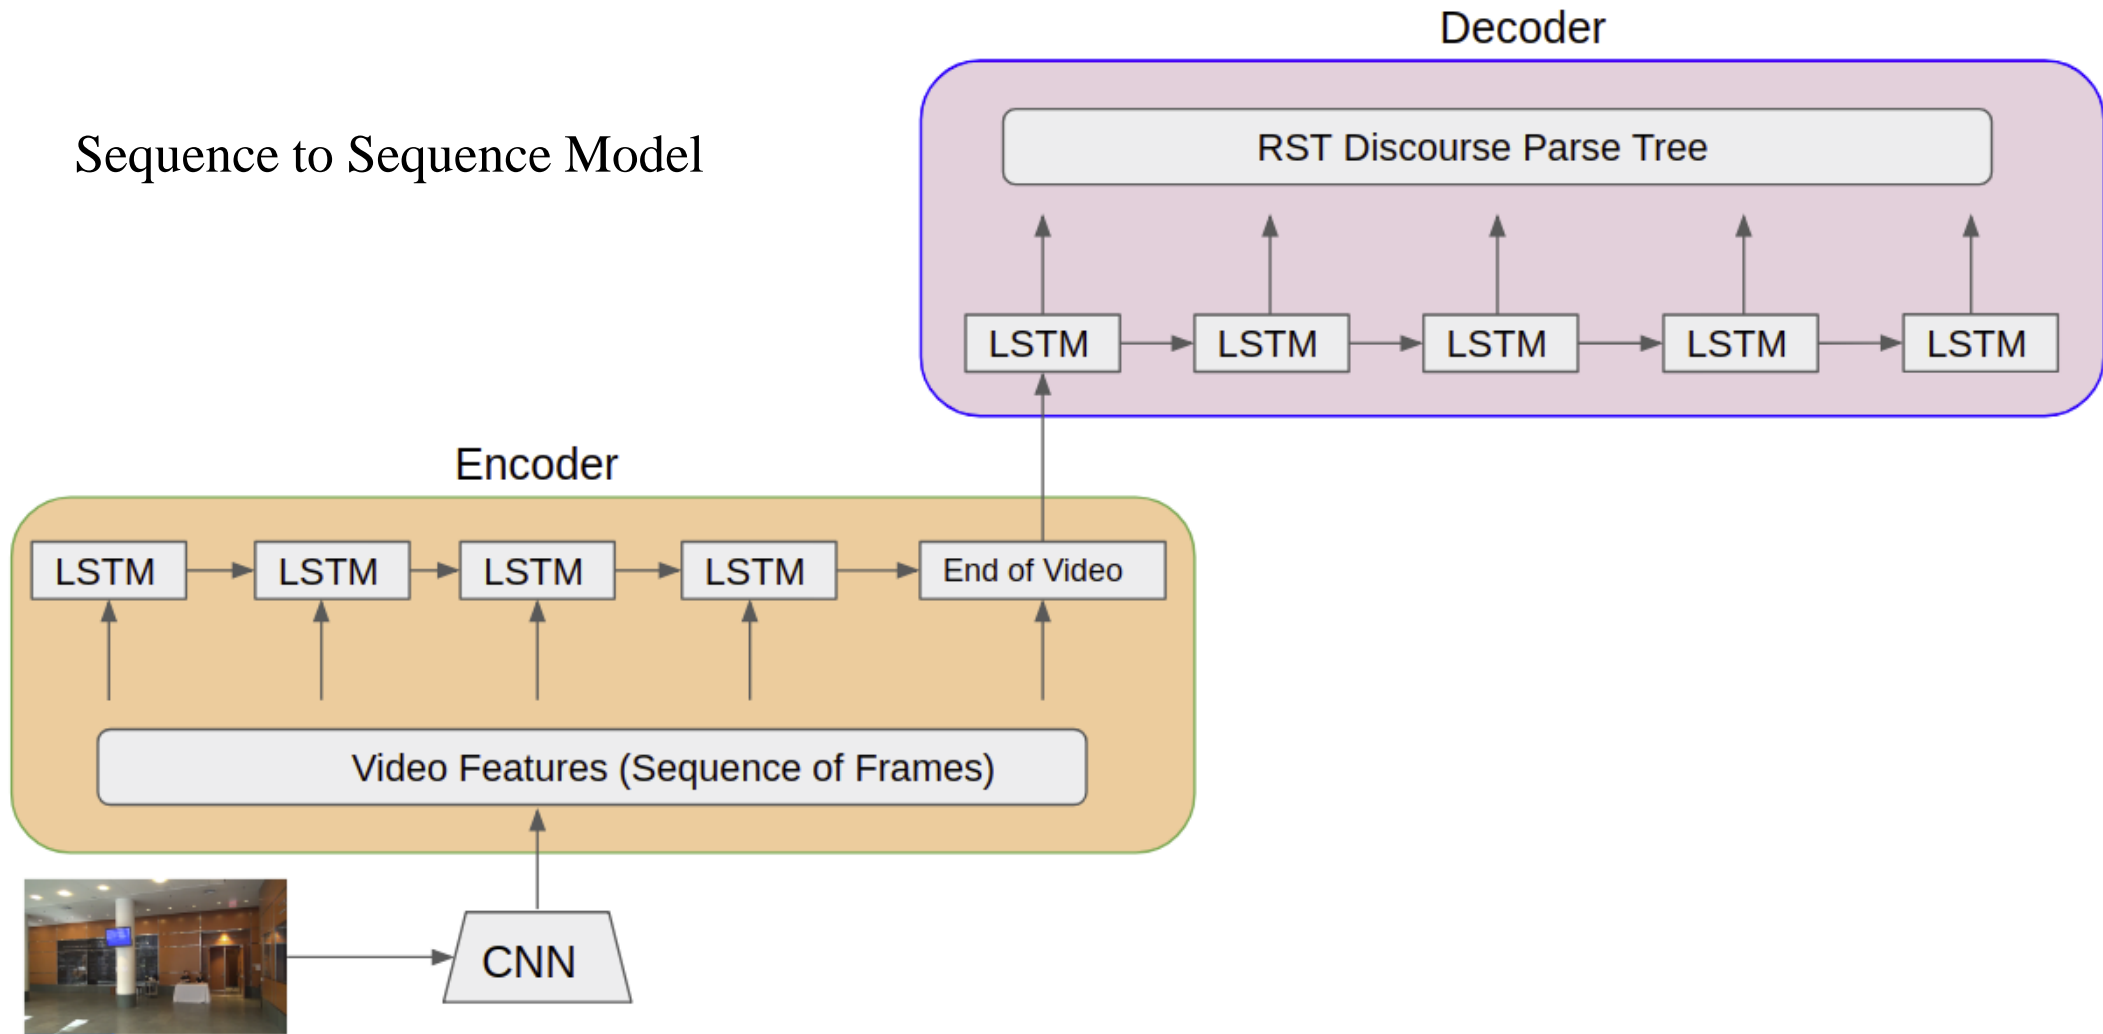 Decoder
Sequence to Sequence Model
RST Discourse Parse Tree
LSTM LSTM LSTM LSTM LSTM
Encoder
LSTM LSTM LSTM LSTM End of Video
Video Features (Sequence of Frames)
CNN